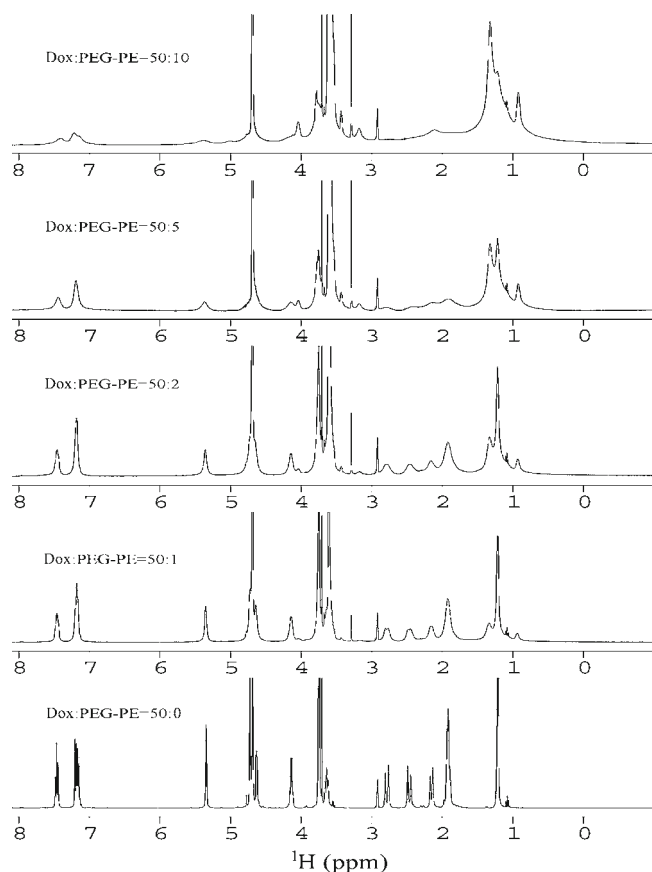 Dox:PEG-PE=50:10
8 7 6 5 4 3 2 1 0
Dox:PEG-PE=50:5
8 7 6 5 4 3 2 1 0
Dox:PEG-PE=50:2
8 7 6 5 4 3 2 1 0
Dox:PEG-PE=50:1
8 7 6 5 4 3 2 1 0
Dox:PEG-PE=50:0
8 7 6 5 4 3 2 1 0
¹H (ppm)